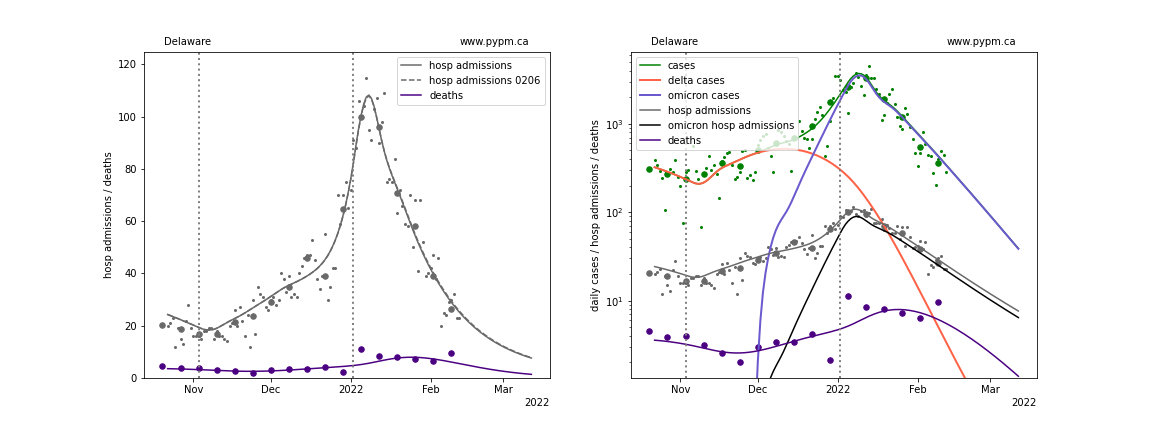 Delaware
www.pypm.ca
hosp admissions
hosp admissions 0206
deaths
hosp admissions / deaths
120
100
80
60
40
20
0
Nov
Dec
2022
Feb
Mar
2022
Delaware
www.pypm.ca
cases
delta cases
omicron cases
hosp admissions
omicron hosp admissions
deaths
daily cases / hosp admissions / deaths
10³
10²
10¹
Nov
Dec
2022
Feb
Mar
2022